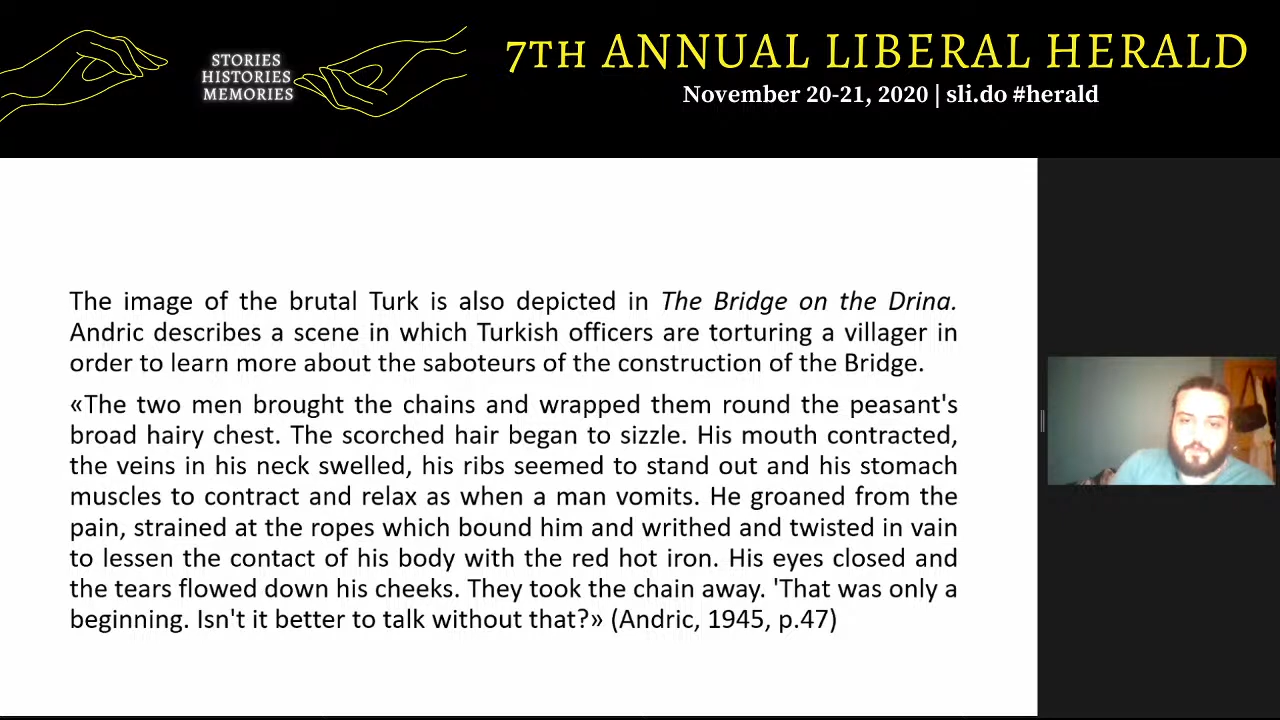 STORIES
HISTORIES
MEMORIES
7TH ANNUAL LIBERAL HERALD
November 20-21, 2020 | sli.do #herald
The image of the brutal Turk is also depicted in The Bridge on the Drina.
Andric describes a scene in which Turkish officers are torturing a villager in
order to learn more about the saboteurs of the construction of the Bridge.
«The two men brought the chains and wrapped them round the peasant's
broad hairy chest. The scorched hair began to sizzle. His mouth contracted,
the veins in his neck swelled, his ribs seemed to stand out and his stomach
muscles to contract and relax as when a man vomits. He groaned from the
pain, strained at the ropes which bound him and writhed and twisted in vain
to lessen the contact of his body with the red hot iron. His eyes closed and
the tears flowed down his cheeks. They took the chain away. 'That was only a
beginning. Isn't it better to talk without that?» (Andric, 1945, p.47)